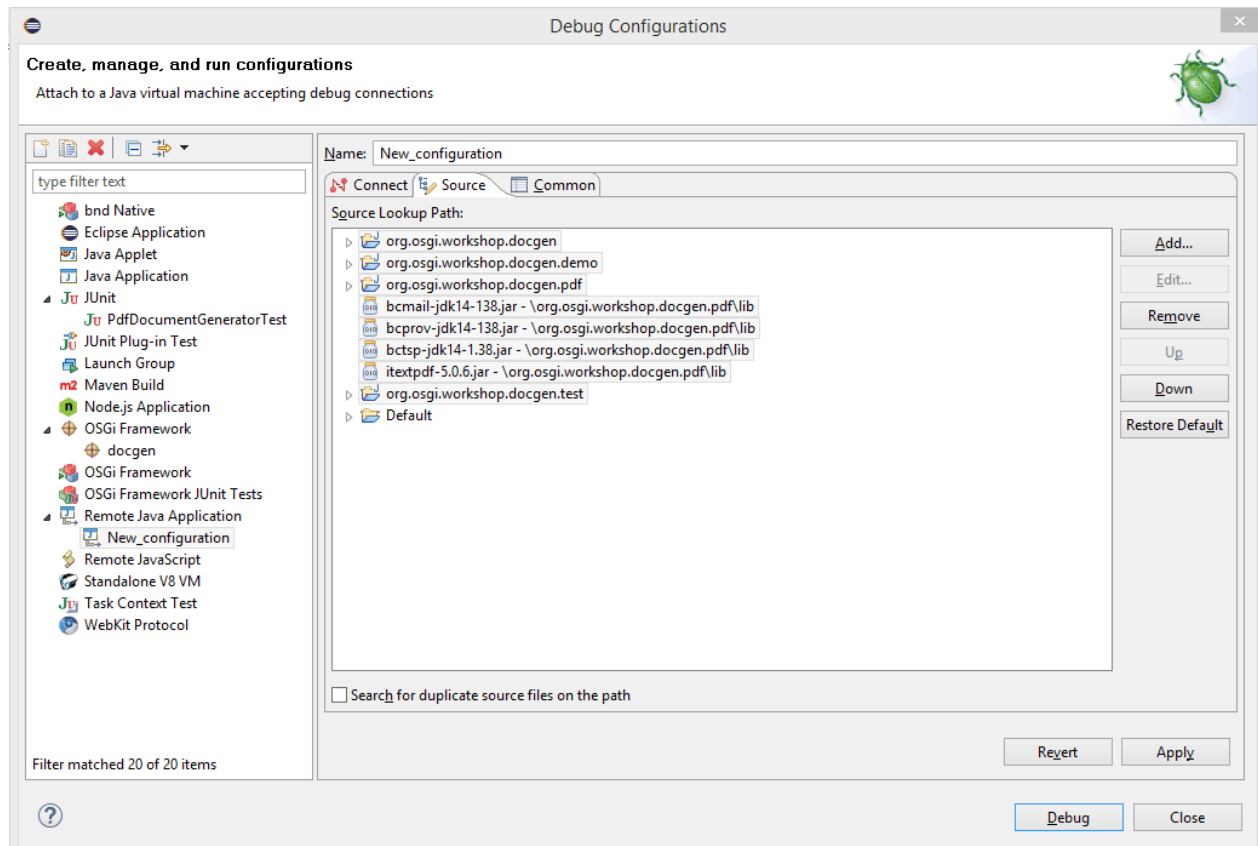 Debug Configurations
Create, manage, and run configurations
Attach to a Java virtual machine accepting debug connections
type filter text
bnd Native
Eclipse Application
Java Applet
Java Application
JUnit
PdfDocumentGeneratorTest
JUnit Plug-in Test
Launch Group
m2 Maven Build
Node.js Application
OSGi Framework
docgen
OSGi Framework
OSGi Framework JUnit Tests
Remote Java Application
New_configuration
Remote JavaScript
Standalone V8 VM
Task Context Test
WebKit Protocol
Filter matched 20 of 20 items
Name: New_configuration
Connect Source Common
Source Lookup Path:
org.osgi.workshop.docgen
org.osgi.workshop.docgen.demo
org.osgi.workshop.docgen.pdf
bcmail-jdk14-138.jar - \org.osgi.workshop.docgen.pdf\lib
bcprov-jdk14-138.jar - \org.osgi.workshop.docgen.pdf\lib
bctsp-jdk14-1.38.jar - \org.osgi.workshop.docgen.pdf\lib
itextpdf-5.0.6.jar - \org.osgi.workshop.docgen.pdf\lib
org.osgi.workshop.docgen.test
Default
Add...
Edit...
Remove
Up
Down
Restore Default
Search for duplicate source files on the path
Revert Apply
Debug Close